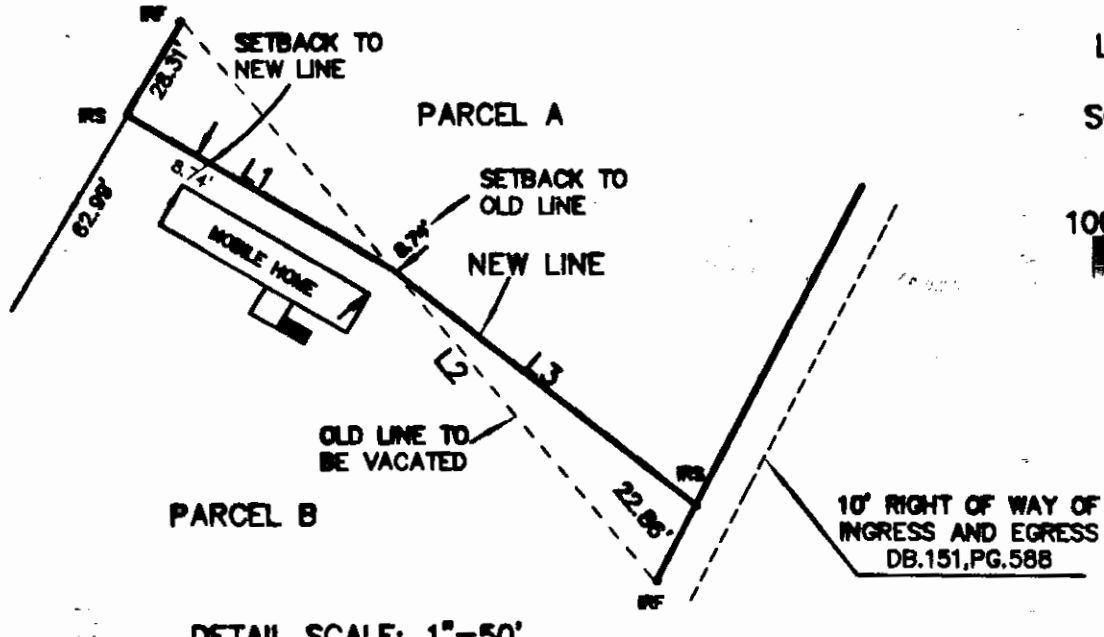 IRF
28.31'
SETBACK TO
NEW LINE
IRS
PARCEL A
8.74'
L1
SETBACK TO
OLD LINE
62.99'
8.74'
MOBILE HOME
NEW LINE
L2
L3
OLD LINE TO
BE VACATED
IRS
22.86'
PARCEL B
10' RIGHT OF WAY OF
INGRESS AND EGRESS
DB.151,PG.588
IRF
DETAIL SCALE: 1"=50'